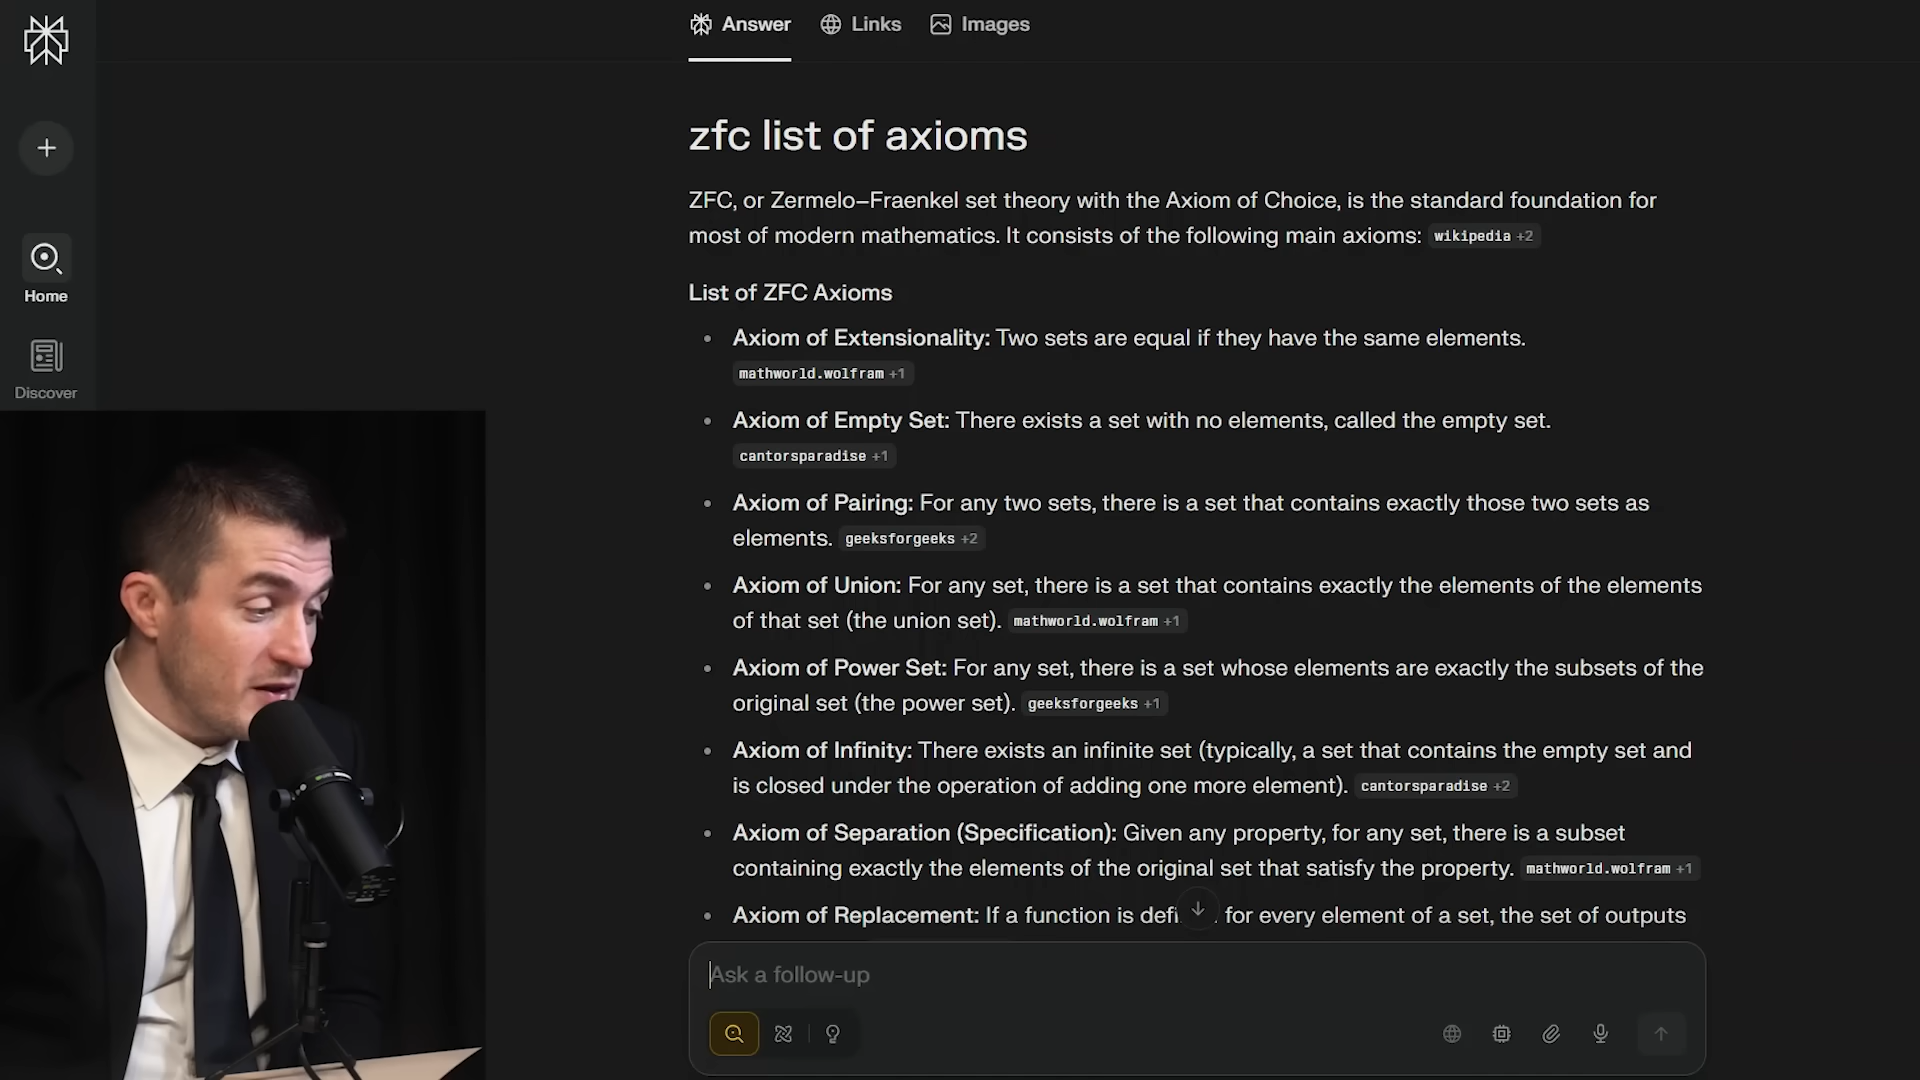 Answer
Links
Images
Home
Discover
zfc list of axioms
ZFC, or Zermelo–Fraenkel set theory with the Axiom of Choice, is the standard foundation for
most of modern mathematics. It consists of the following main axioms: wikipedia +2
List of ZFC Axioms
• Axiom of Extensionality: Two sets are equal if they have the same elements.
mathworld.wolfram +1
• Axiom of Empty Set: There exists a set with no elements, called the empty set.
cantorsparadise +1
• Axiom of Pairing: For any two sets, there is a set that contains exactly those two sets as
elements. geeksforgeeks +2
• Axiom of Union: For any set, there is a set that contains exactly the elements of the elements
of that set (the union set). mathworld.wolfram +1
• Axiom of Power Set: For any set, there is a set whose elements are exactly the subsets of the
original set (the power set). geeksforgeeks +1
• Axiom of Infinity: There exists an infinite set (typically, a set that contains the empty set and
is closed under the operation of adding one more element). cantorsparadise +2
• Axiom of Separation (Specification): Given any property, for any set, there is a subset
containing exactly the elements of the original set that satisfy the property. mathworld.wolfram +1
• Axiom of Replacement: If a function is for every element of a set, the set of outputs
Ask a follow-up